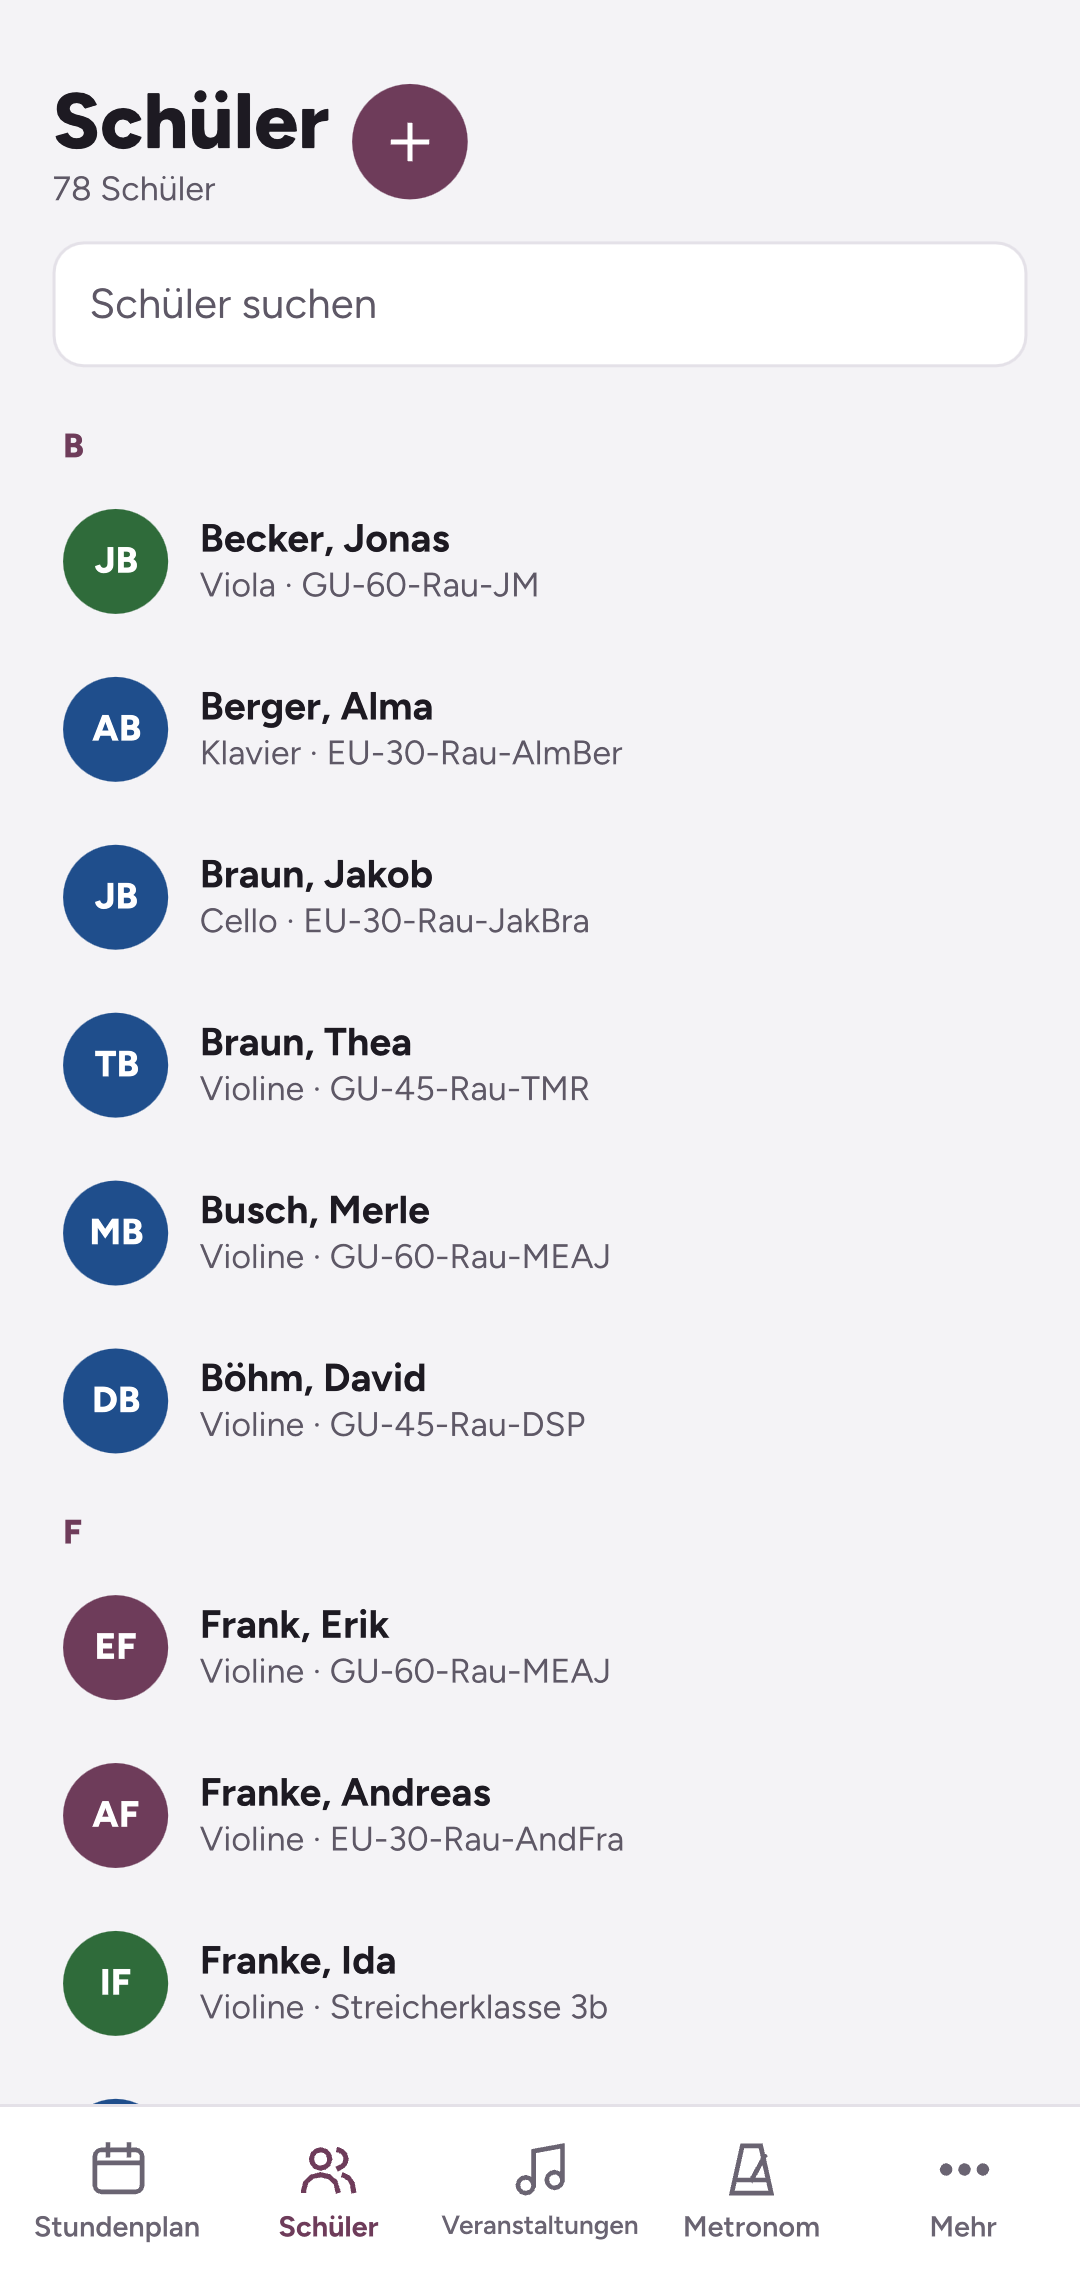 Schüler
78 Schüler
Schüler suchen
B
JB
Becker, Jonas
Viola · GU-60-Rau-JM
AB
Berger, Alma
Klavier · EU-30-Rau-AlmBer
JB
Braun, Jakob
Cello · EU-30-Rau-JakBra
TB
Braun, Thea
Violine · GU-45-Rau-TMR
MB
Busch, Merle
Violine · GU-60-Rau-MEAJ
DB
Böhm, David
Violine · GU-45-Rau-DSP
F
EF
Frank, Erik
Violine · GU-60-Rau-MEAJ
AF
Franke, Andreas
Violine · EU-30-Rau-AndFra
IF
Franke, Ida
Violine · Streicherklasse 3b
Stundenplan
Schüler
Veranstaltungen
Metronom
Mehr